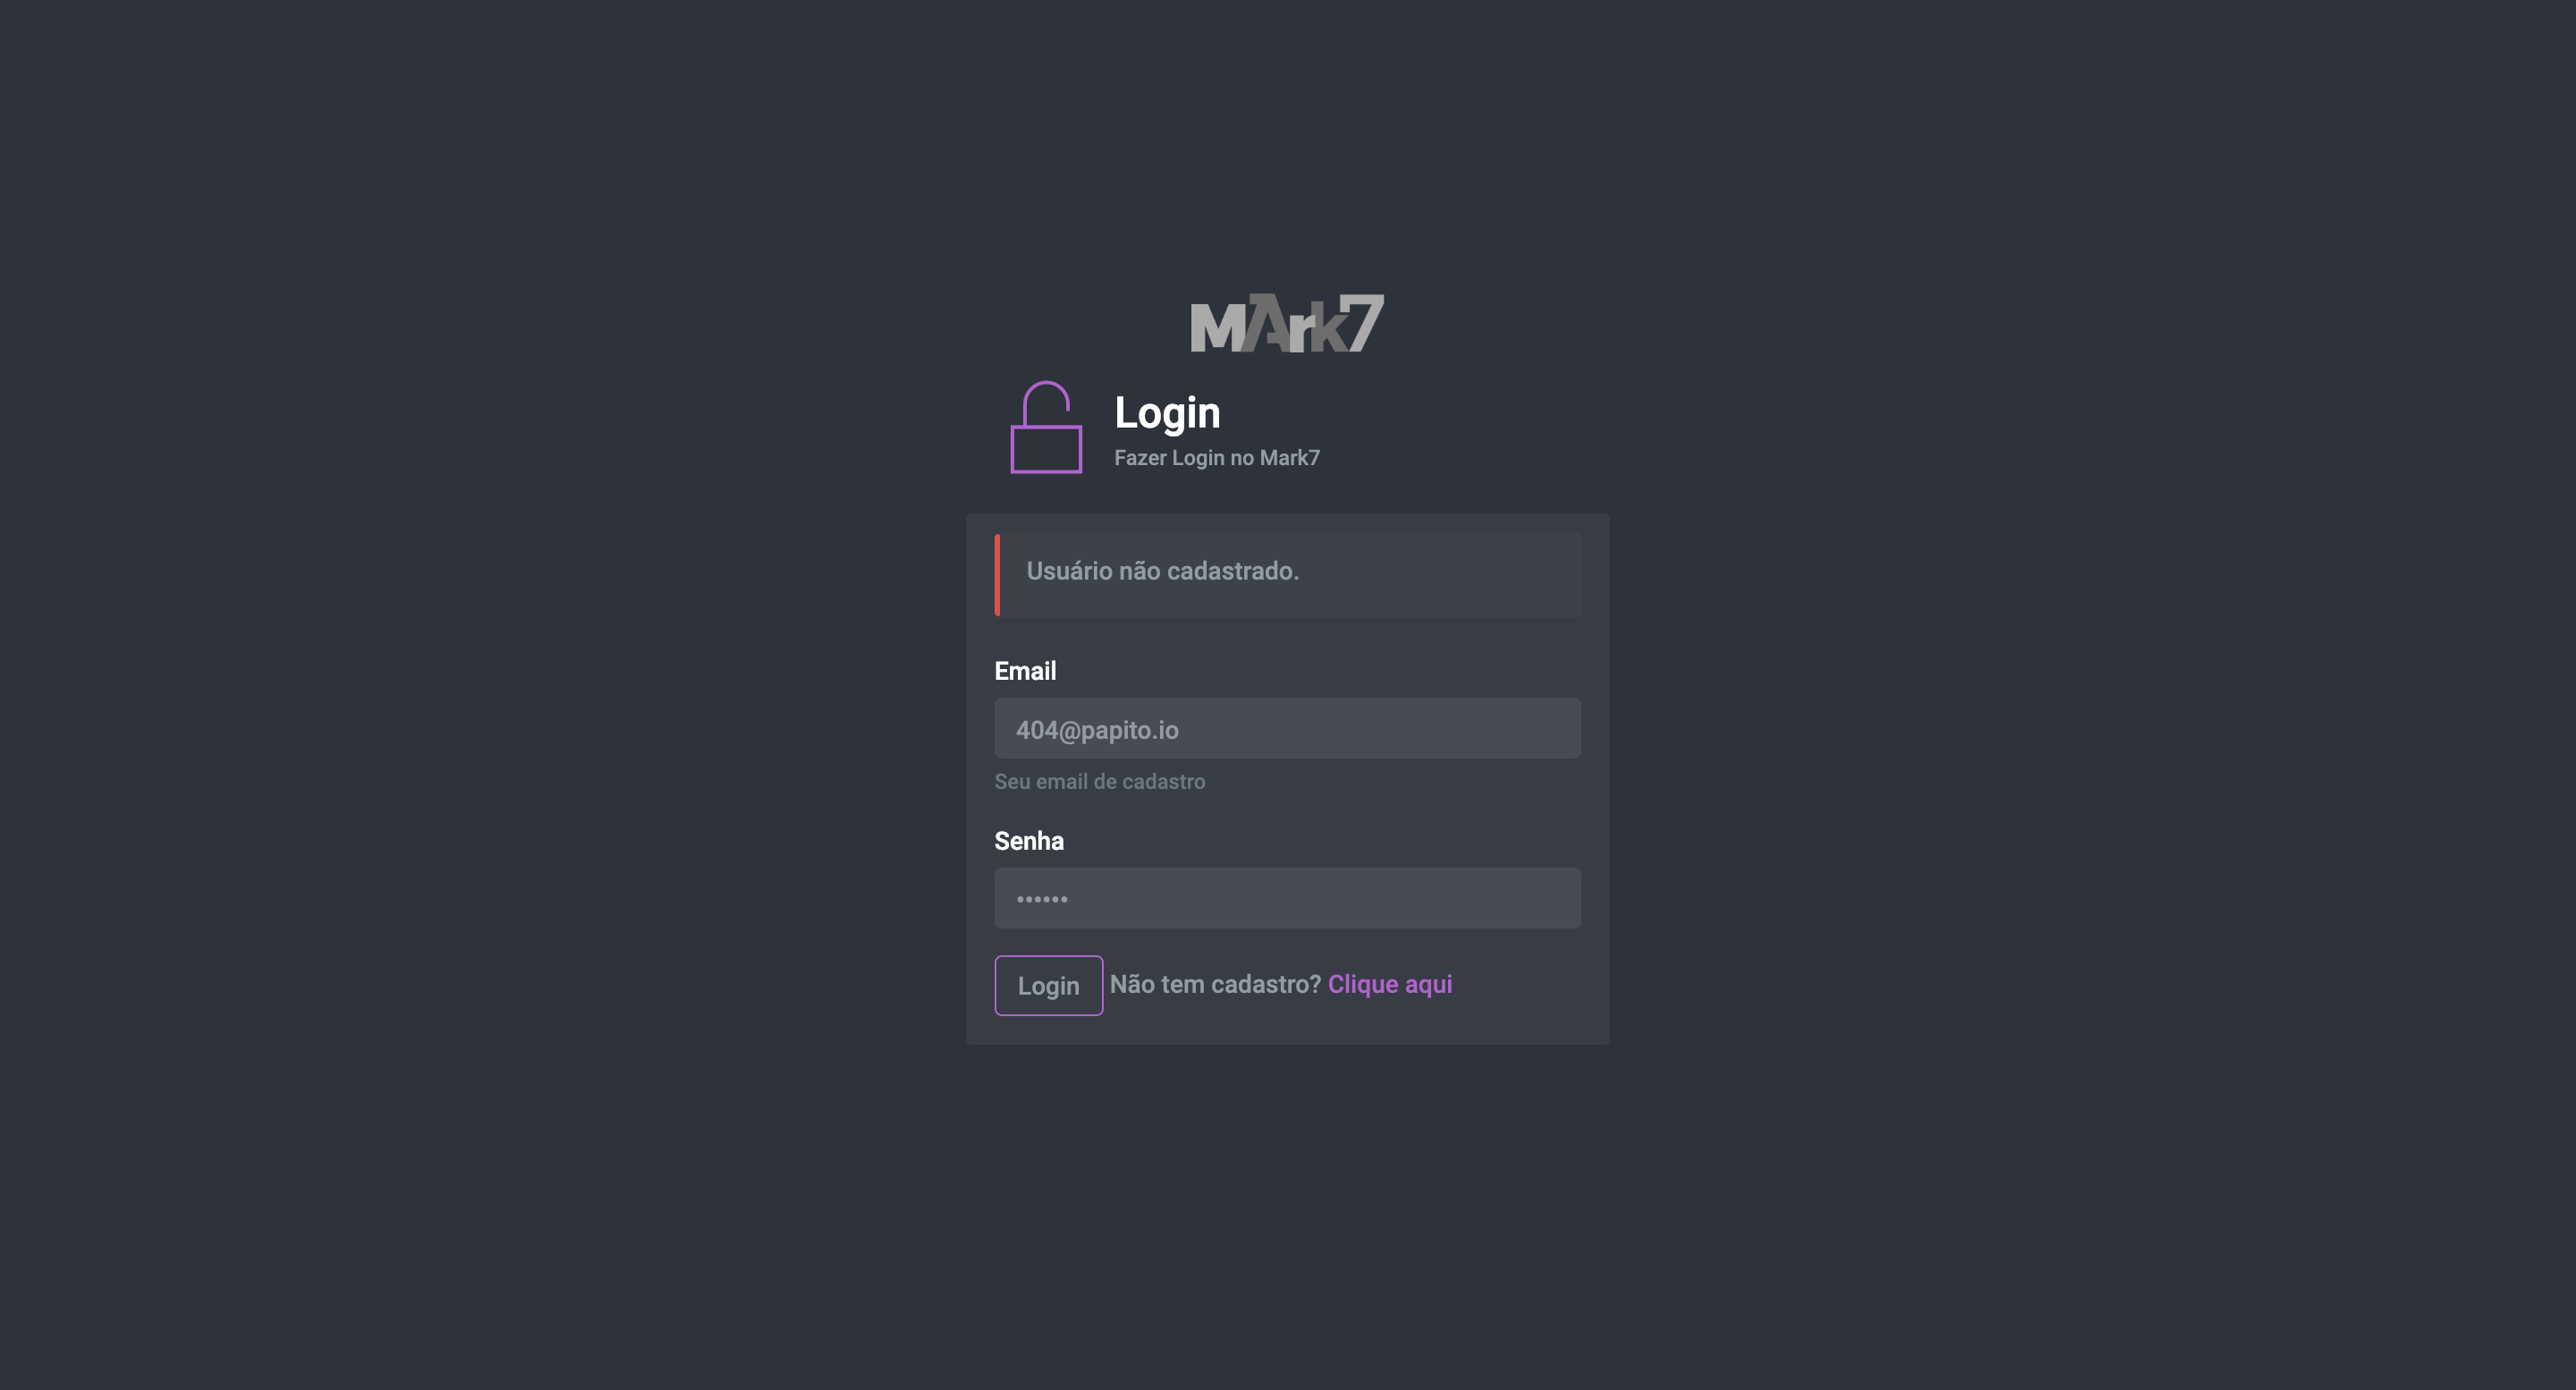 MArk7
Login
Fazer Login no Mark7
Usuário não cadastrado.
Email
404@papito.io
Seu email de cadastro
Senha
••••••
Login Não tem cadastro? Clique aqui